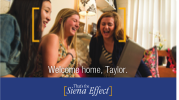 Welcome home, Taylor.
That's the
[Siena Effect]